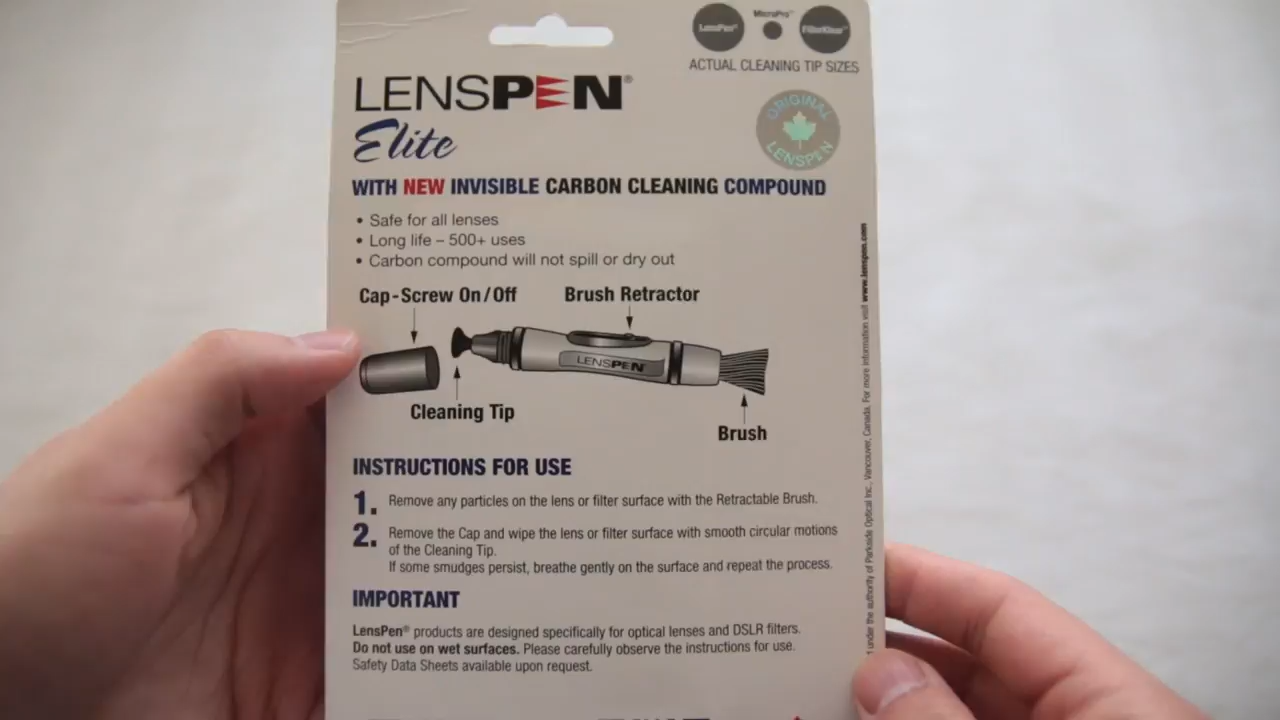 LensPen™
MicroPro™
FilterKlear™
ACTUAL CLEANING TIP SIZES
LENSPEN®
Elite
ORIGINAL
LENSPEN
WITH NEW INVISIBLE CARBON CLEANING COMPOUND
• Safe for all lenses
• Long life – 500+ uses
• Carbon compound will not spill or dry out
Cap-Screw On/Off
Brush Retractor
LENSPEN
Cleaning Tip
Brush
INSTRUCTIONS FOR USE
1. Remove any particles on the lens or filter surface with the Retractable Brush.
2. Remove the Cap and wipe the lens or filter surface with smooth circular motions
of the Cleaning Tip.
If some smudges persist, breathe gently on the surface and repeat the process.
IMPORTANT
LensPen® products are designed specifically for optical lenses and DSLR filters.
Do not use on wet surfaces. Please carefully observe the instructions for use.
Safety Data Sheets available upon request.
under the authority of Parkside Optical Inc., Vancouver, Canada. For more information visit www.lenspen.com